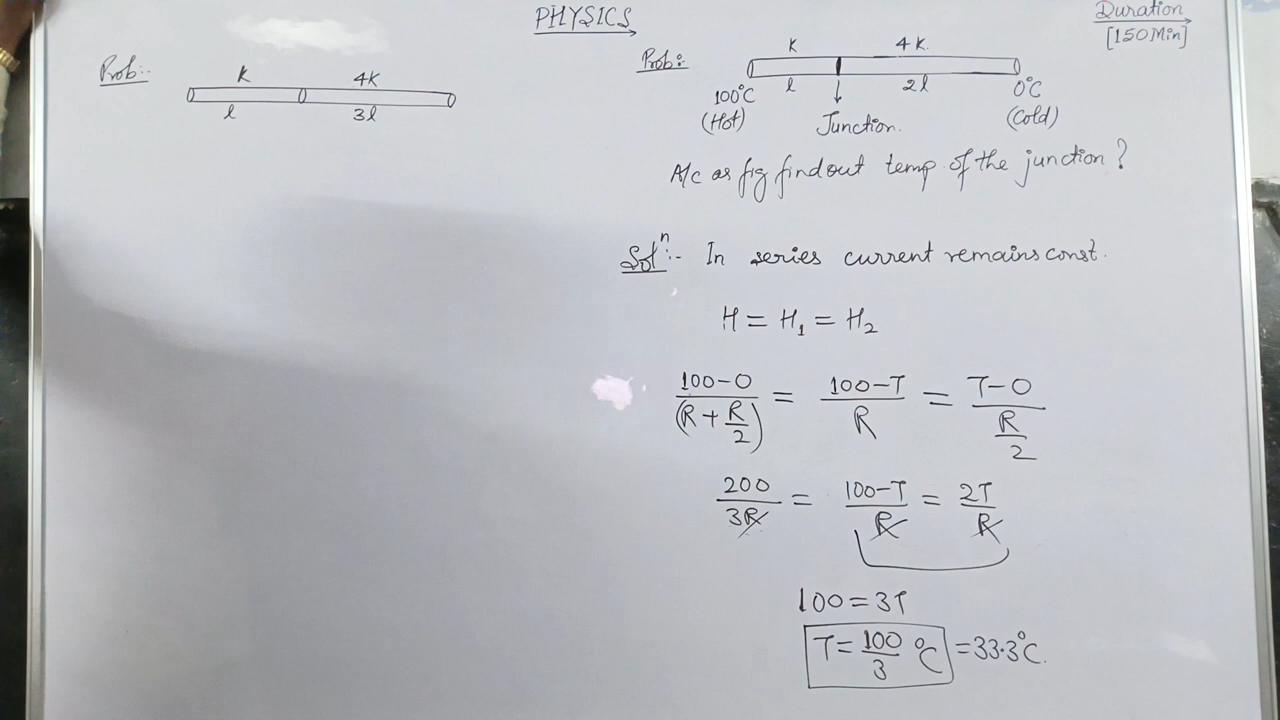 PHYSICS
Duration
[150 Min]
Prob:-
K 4K
l 3l
Prob:
K 4K.
l 2l
100°C 0°C
(Hot) Junction. (Cold)
A/c as fig findout temp. of the junction?
Solⁿ:- In series current remains const.
H = H₁ = H₂
100-0/(R+R/2) = 100-T/R = T-0/(R/2)
200/3R = 100-T/R = 2T/R
100 = 3T
T = 100/3 °C = 33.3°C.